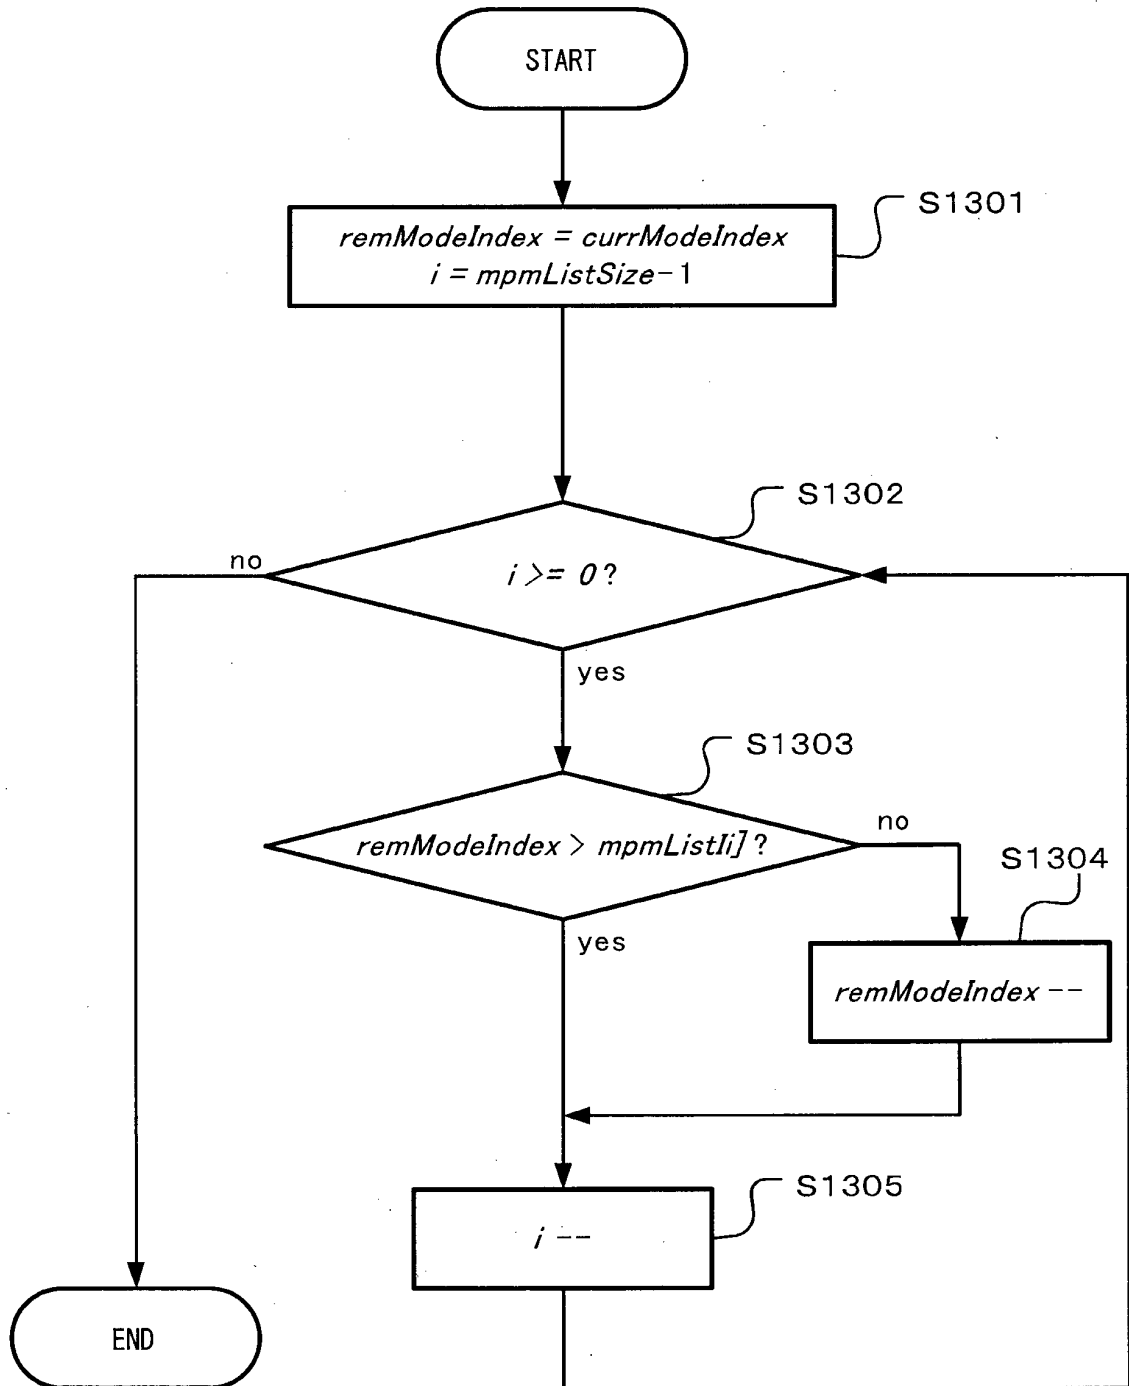 START
S1301
remModeIndex = currModeIndex
i = mpmListSize-1
S1302
no
i >= 0?
yes
S1303
remModeIndex > mpmListIi]?
no
S1304
yes
remModeIndex --
S1305
i --
END